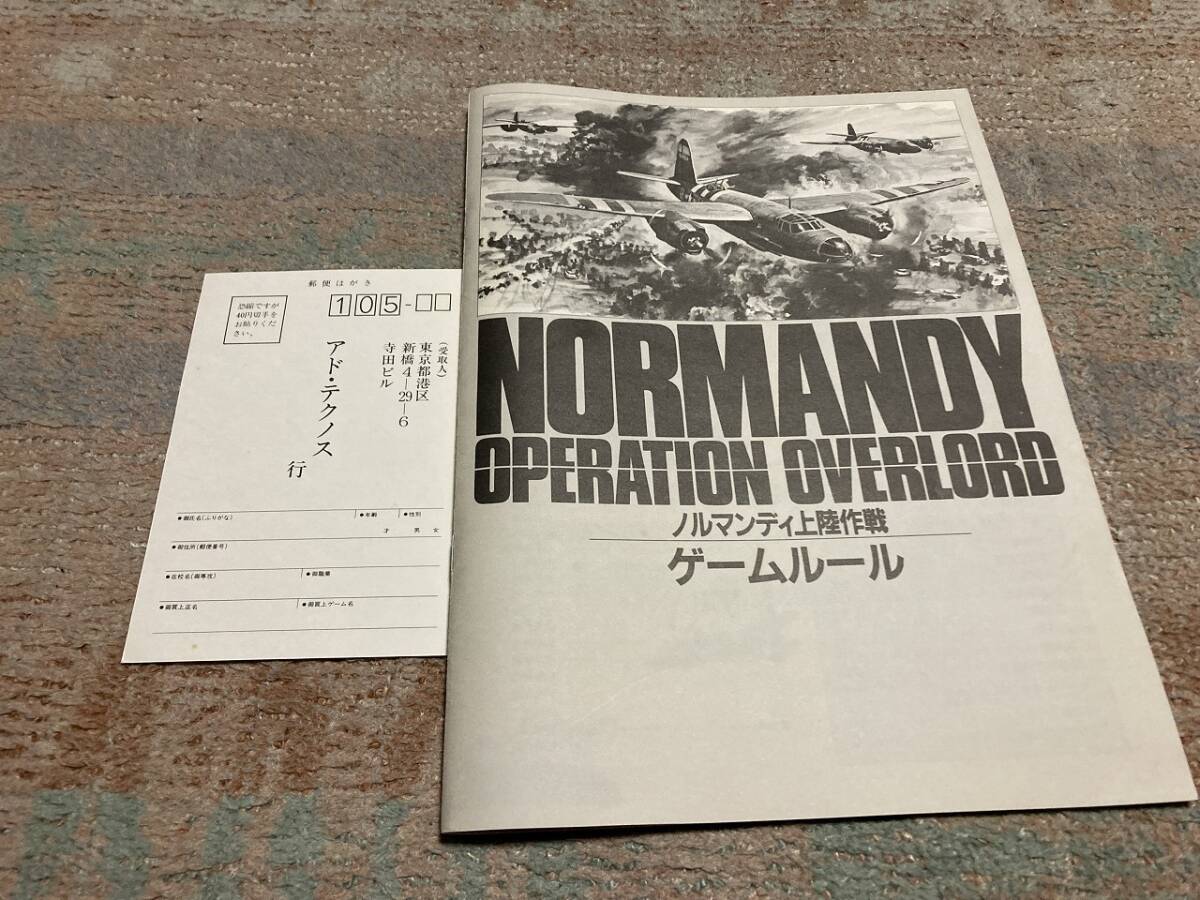 郵便はがき
恐縮ですが
40円切手を
お貼りくだ
さい。
105-
(受取人)
東京都港区
新橋4-29-6
寺田ビル
アド・テクノス
行
●御氏名(ふりがな) ●年齢 ●性別
才 男 女
●御住所(郵便番号)
●在校名(御専攻) ●御職業
●御買上店名 ●御買上ゲーム名
NORMANDY
OPERATION OVERLORD
ノルマンディ上陸作戦
ゲームルール